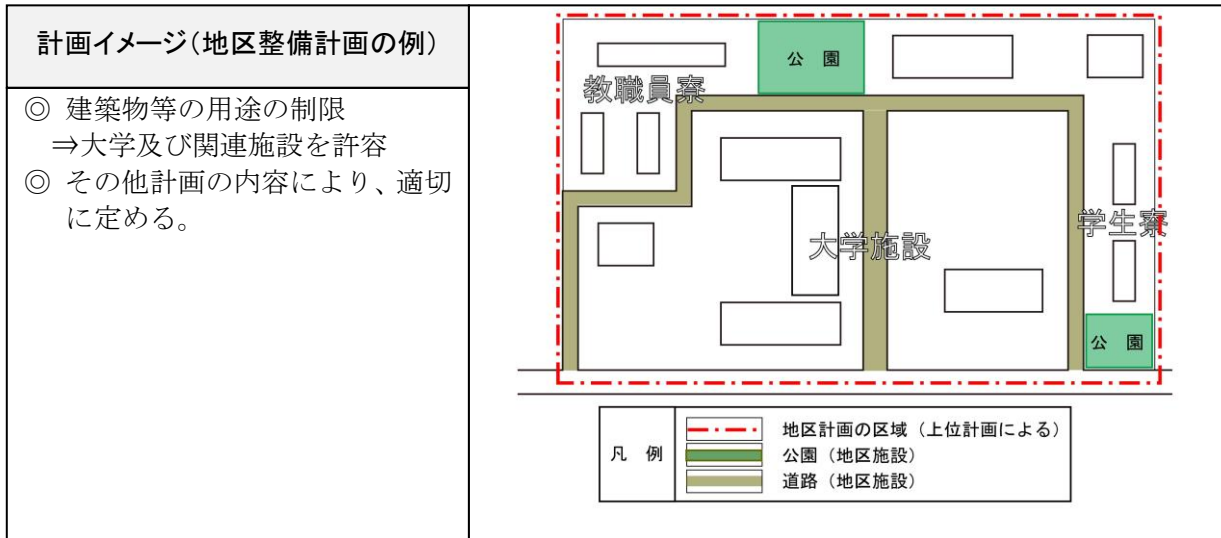 計画イメージ(地区整備計画の例)
◎ 建築物等の用途の制限
⇒大学及び関連施設を許容
◎ その他計画の内容により、適切
に定める。
公 園
教職員寮
学生寮
大学施設
公 園
凡 例
地区計画の区域（上位計画による）
公園（地区施設）
道路（地区施設）